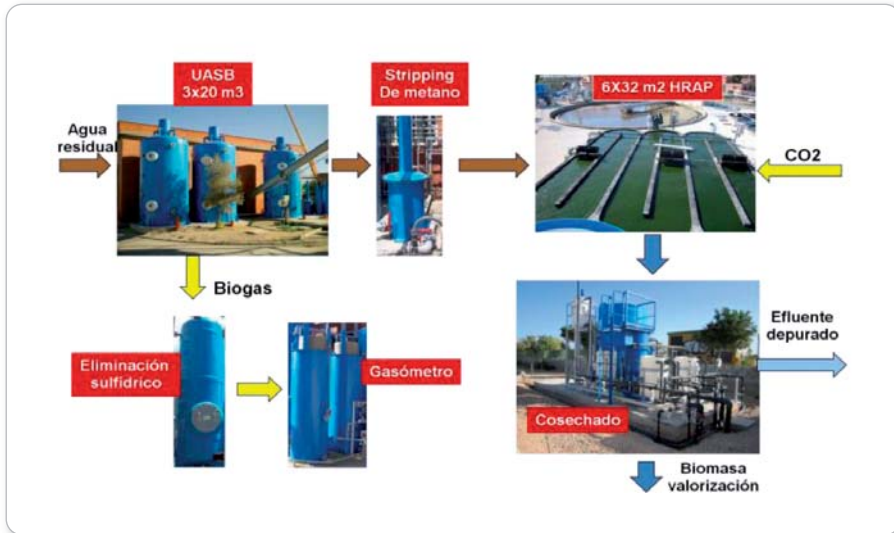 UASB
3x20 m3
Stripping
De metano
6X32 m2 HRAP
Agua
residual
CO2
Biogas
Eliminación
sulfídrico
Gasómetro
Efluente
depurado
Cosechado
Biomasa
valorización